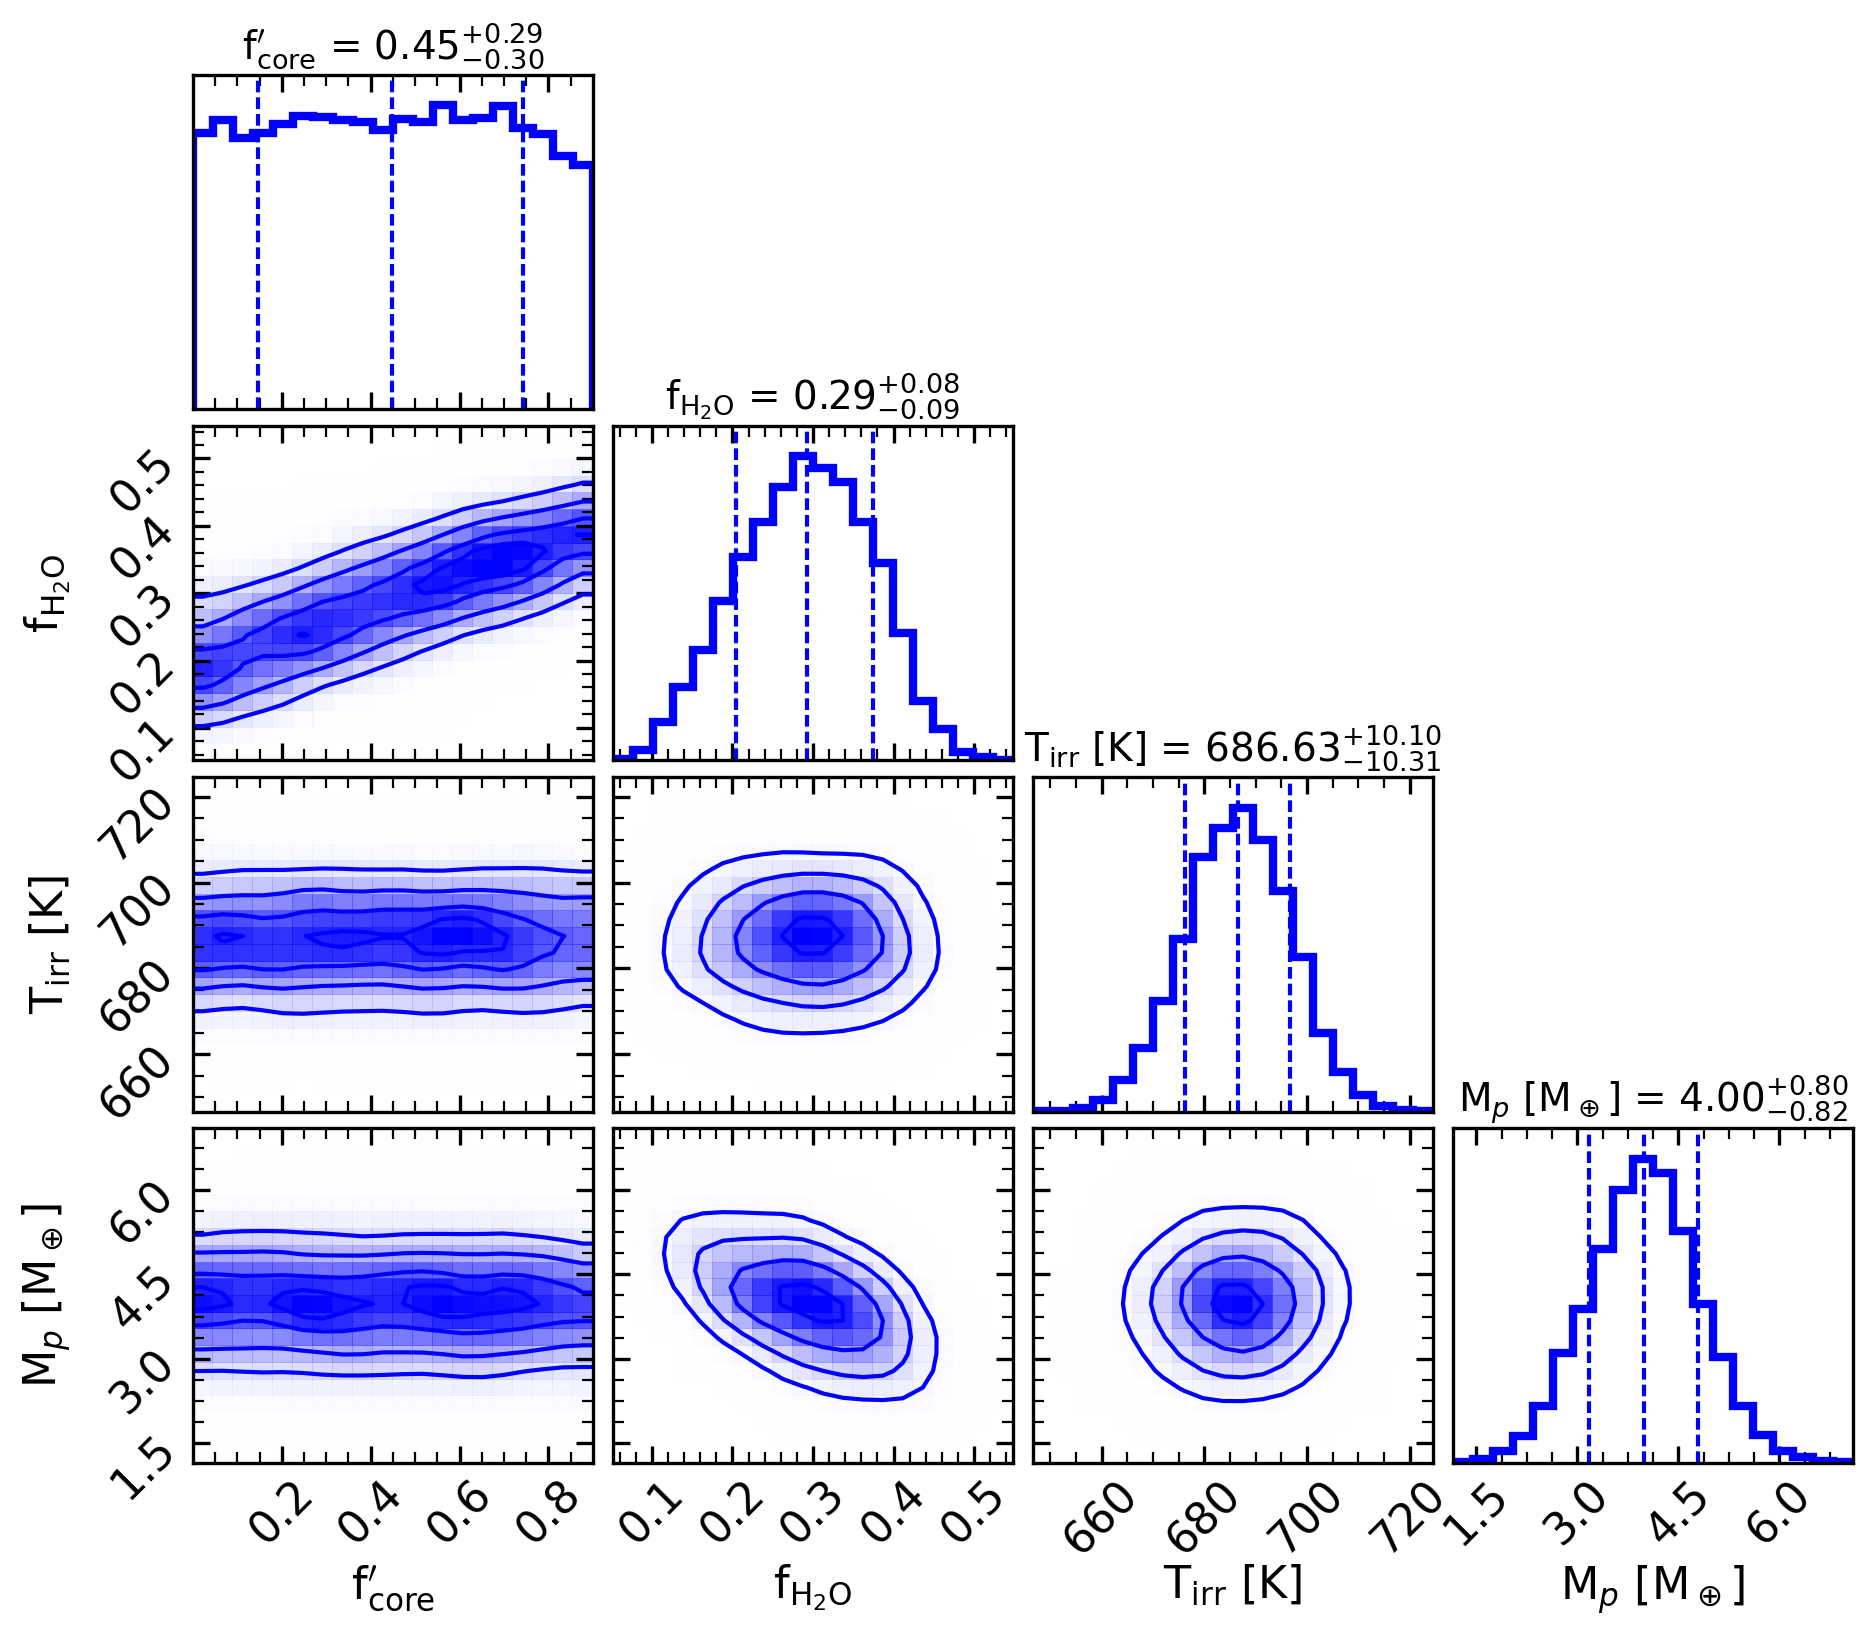 f′core = 0.45+0.29−0.30
fH₂O = 0.29+0.08−0.09
Tirr [K] = 686.63+10.10−10.31
Mp [M⊕] = 4.00+0.80−0.82
fH₂O
0.5
0.4
0.3
0.2
0.1
Tirr [K]
720
700
680
660
Mp [M⊕]
6.0
4.5
3.0
1.5
0.2 0.4 0.6 0.8
0.1 0.2 0.3 0.4 0.5
660 680 700 720
1.5 3.0 4.5 6.0
f′core
fH₂O
Tirr [K]
Mp [M⊕]